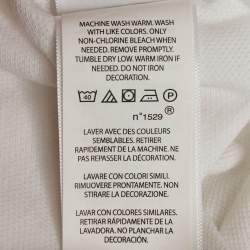 MACHINE WASH WARM. WASH
WITH LIKE COLORS. ONLY
NON-CHLORINE BLEACH WHEN
NEEDED. REMOVE PROMPTLY.
TUMBLE DRY LOW. WARM IRON IF
NEEDED. DO NOT IRON
DECORATION.
40
®
n°1529
LAVER AVEC DES COULEURS
SEMBLABLES. RETIRER
RAPIDEMENT DE LA MACHINE. NE
PAS REPASSER LA DÉCORATION.
LAVARE CON COLORI SIMILI.
RIMUOVERE PRONTAMENTE. NON
STIRARE LA DECORAZIONE.
LAVAR CON COLORES SIMILARES.
RETIRAR RÁPIDAMENTE DE LA
LAVADORA. NO PLANCHAR LA
DECORACIÓN.